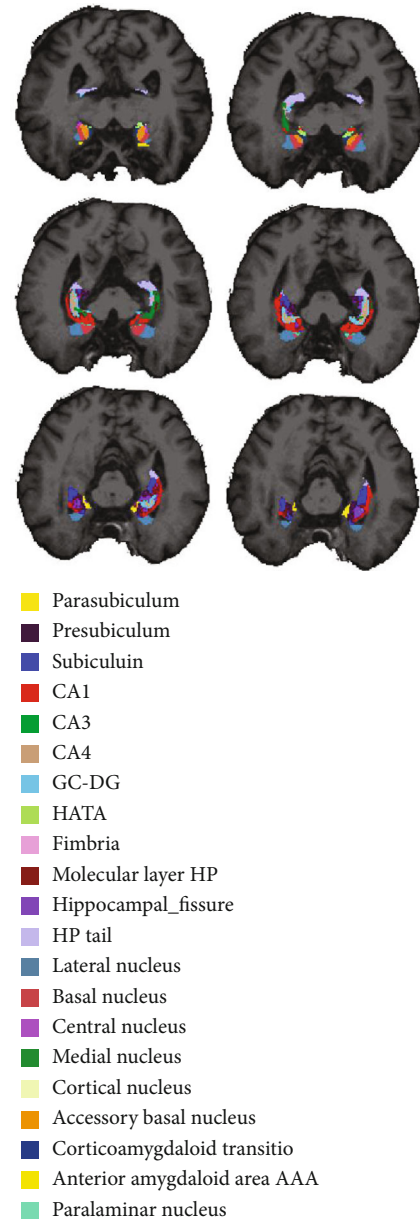 Parasubiculum
Presubiculum
Subiculuin
CA1
CA3
CA4
GC-DG
HATA
Fimbria
Molecular layer HP
Hippocampal_fissure
HP tail
Lateral nucleus
Basal nucleus
Central nucleus
Medial nucleus
Cortical nucleus
Accessory basal nucleus
Corticoamygdaloid transitio
Anterior amygdaloid area AAA
Paralaminar nucleus